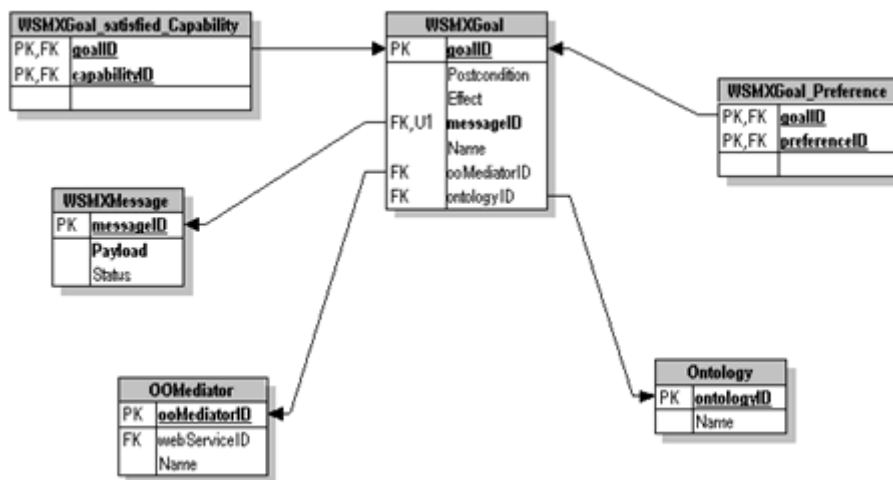 WSMXGoal_satisfied_Capability
PK,FK goalID
PK,FK capabilityID
WSMXGoal
PK goalID
Postcondition
Effect
FK,U1 messageID
Name
FK ooMediatorID
FK ontologyID
WSMXGoal_Preference
PK,FK goalID
PK,FK preferenceID
WSMXMessage
PK messageID
Payload
Status
OOMediator
PK ooMediatorID
FK webServiceID
Name
Ontology
PK ontologyID
Name